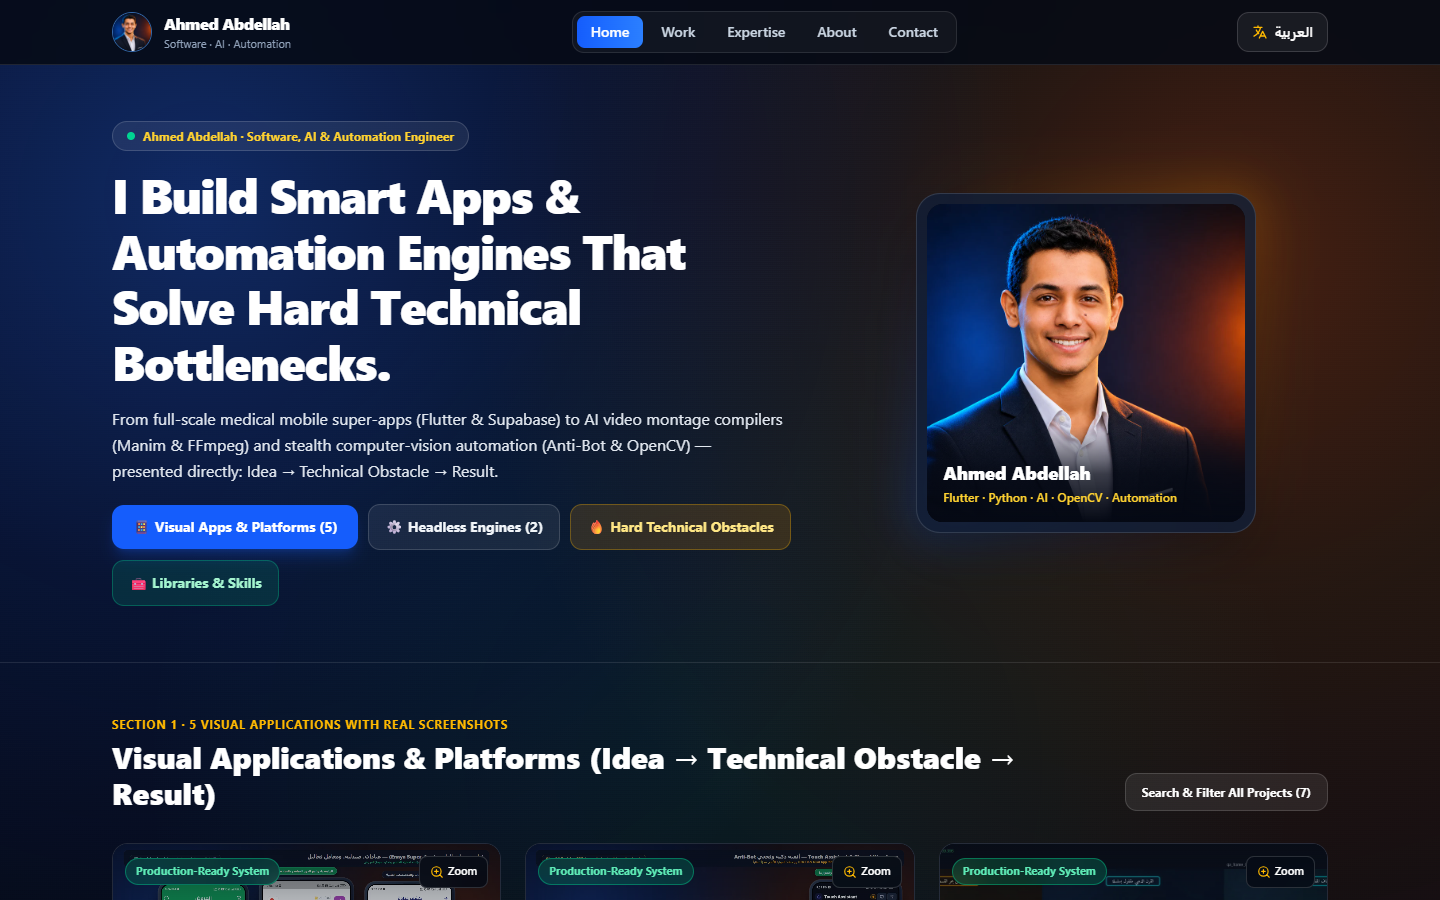 Ahmed Abdellah
Software · AI · Automation
Home
Work
Expertise
About
Contact
العربية
Ahmed Abdellah · Software, AI & Automation Engineer
I Build Smart Apps &
Automation Engines That
Solve Hard Technical
Bottlenecks.
From full-scale medical mobile super-apps (Flutter & Supabase) to AI video montage compilers
(Manim & FFmpeg) and stealth computer-vision automation (Anti-Bot & OpenCV) —
presented directly: Idea → Technical Obstacle → Result.
Visual Apps & Platforms (5)
Headless Engines (2)
Hard Technical Obstacles
Libraries & Skills
Ahmed Abdellah
Flutter · Python · AI · OpenCV · Automation
SECTION 1 · 5 VISUAL APPLICATIONS WITH REAL SCREENSHOTS
Visual Applications & Platforms (Idea → Technical Obstacle →
Result)
Search & Filter All Projects (7)
Production-Ready System
Zoom
Production-Ready System
Zoom
Production-Ready System
Zoom